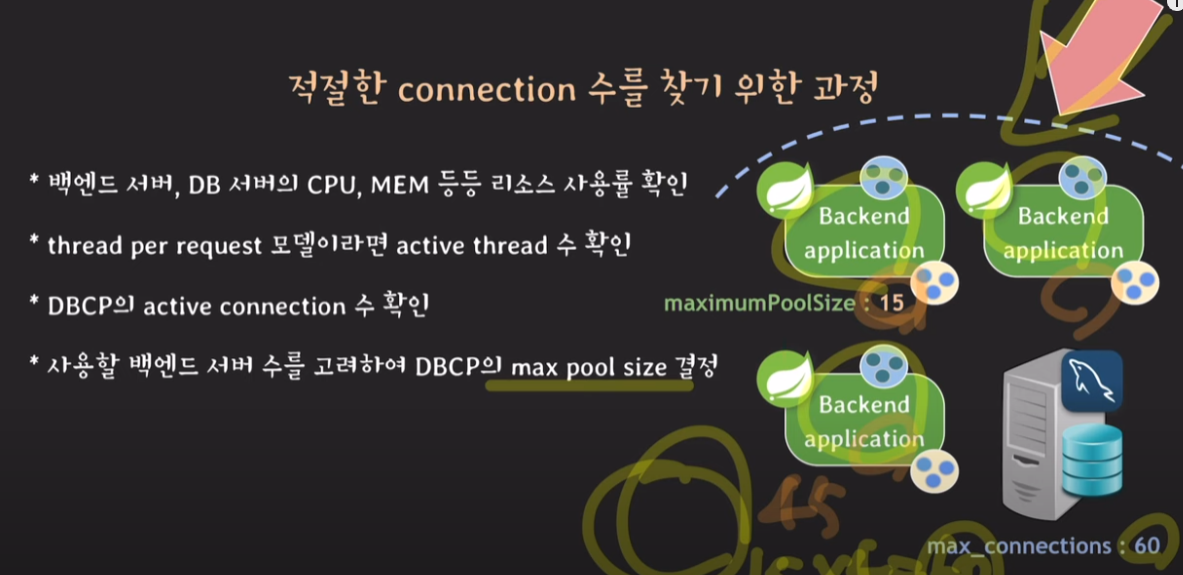 적절한 connection 수를 찾기 위한 과정
* 백엔드 서버, DB 서버의 CPU, MEM 등등 리소스 사용률 확인
* thread per request 모델이라면 active thread 수 확인
* DBCP의 active connection 수 확인
* 사용할 백엔드 서버 수를 고려하여 DBCP의 max pool size 결정
Backend
application
Backend
application
maximumPoolSize : 15
Backend
application
45
max_connections : 60